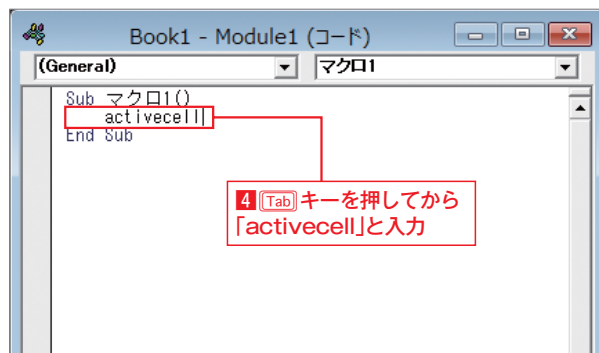 Book1 - Module1 (コード)
(General)
マクロ1
Sub マクロ1()
activecell
End Sub
4 Tab キーを押してから
「activecell」と入力